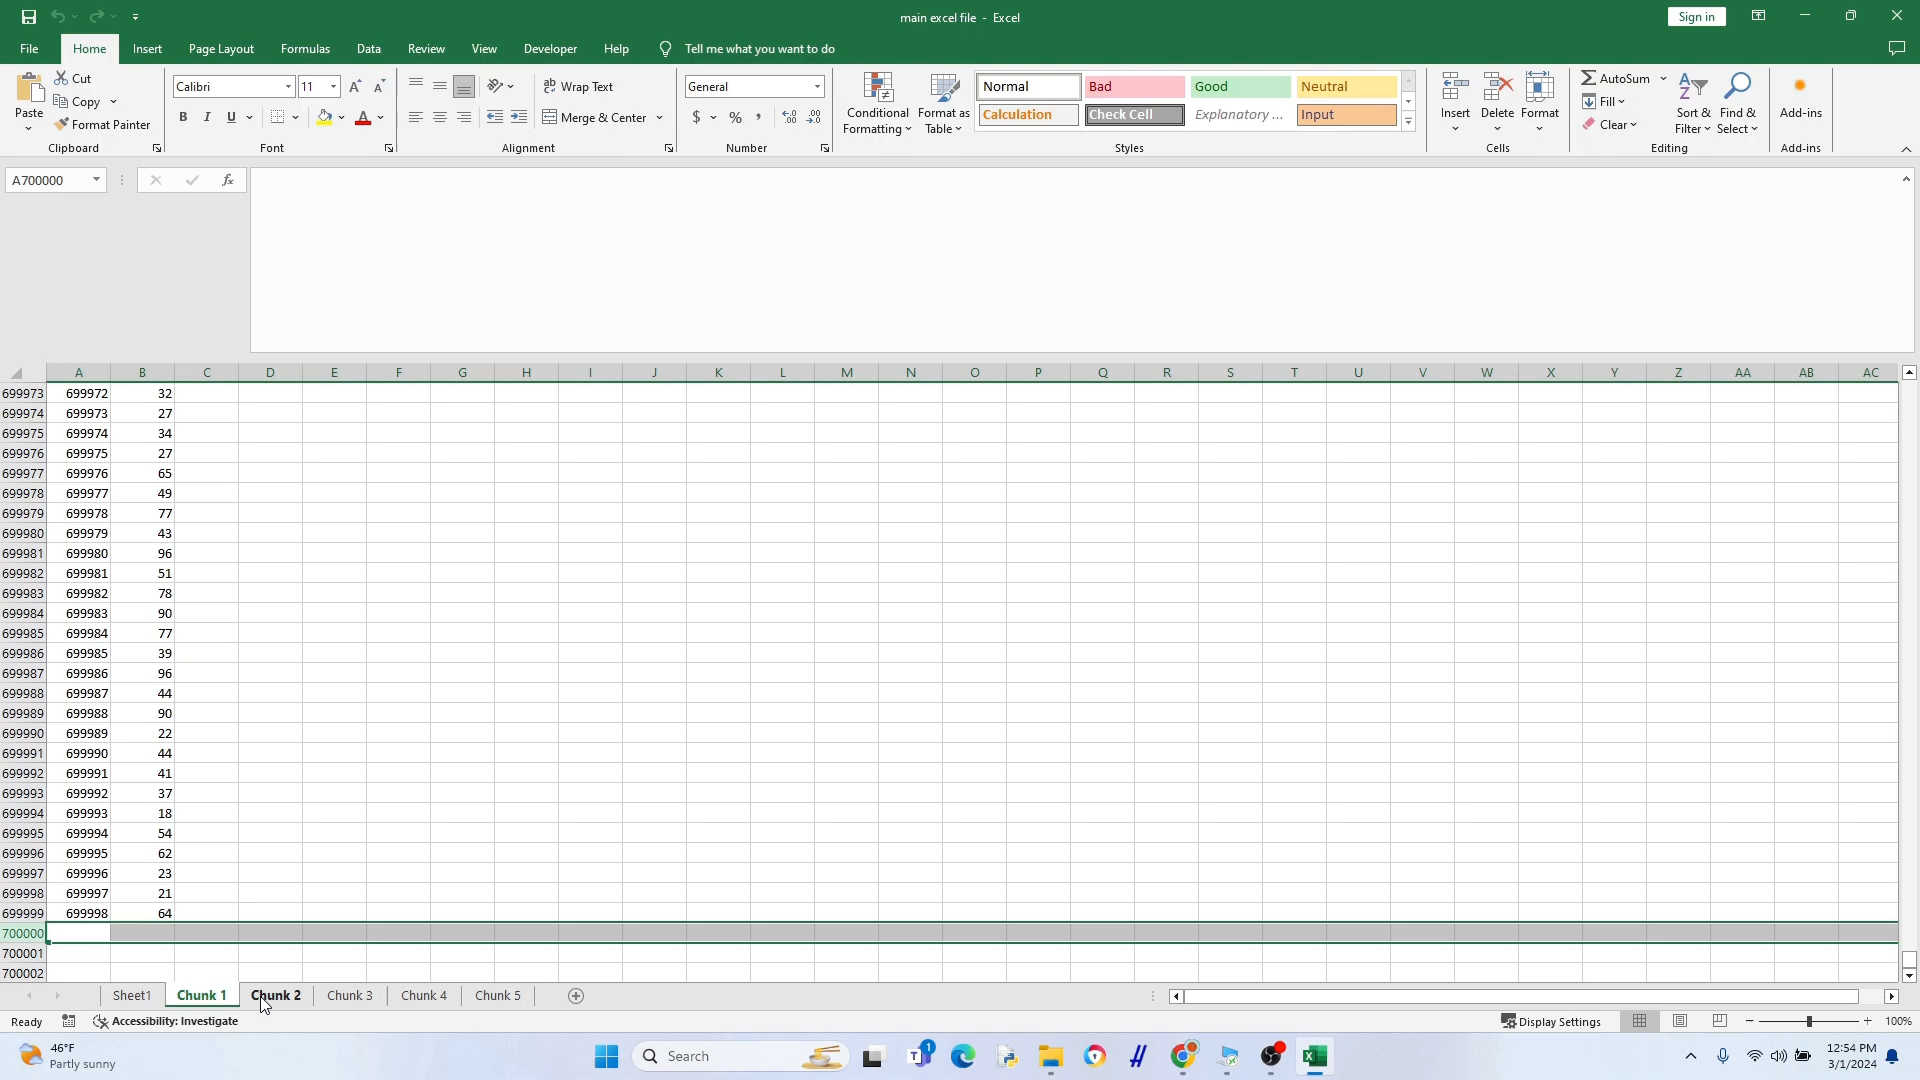 main excel file - Excel
Sign in
File Home Insert Page Layout Formulas Data Review View Developer Help Tell me what you want to do
Paste Cut Copy Format Painter Clipboard
Calibri 11 B I U A Font
Wrap Text Merge & Center Alignment
General $ % , Number
Conditional Formatting Format as Table
Normal Bad Good Neutral
Calculation Check Cell Explanatory ... Input
Styles
Insert Delete Format Cells
AutoSum Fill Clear Sort & Filter Find & Select Editing
Add-ins Add-ins
A700000 fx
A B C D E F G H I J K L M N O P Q R S T U V W X Y Z AA AB AC
699973 699972 32
699974 699973 27
699975 699974 34
699976 699975 27
699977 699976 65
699978 699977 49
699979 699978 77
699980 699979 43
699981 699980 96
699982 699981 51
699983 699982 78
699984 699983 90
699985 699984 77
699986 699985 39
699987 699986 96
699988 699987 44
699989 699988 90
699990 699989 22
699991 699990 44
699992 699991 41
699993 699992 37
699994 699993 18
699995 699994 54
699996 699995 62
699997 699996 23
699998 699997 21
699999 699998 64
700000
700001
700002
Sheet1 Chunk 1 Chunk 2 Chunk 3 Chunk 4 Chunk 5
Ready Accessibility: Investigate Display Settings 100%
46°F
Partly sunny
Search
1
12:54 PM
3/1/2024